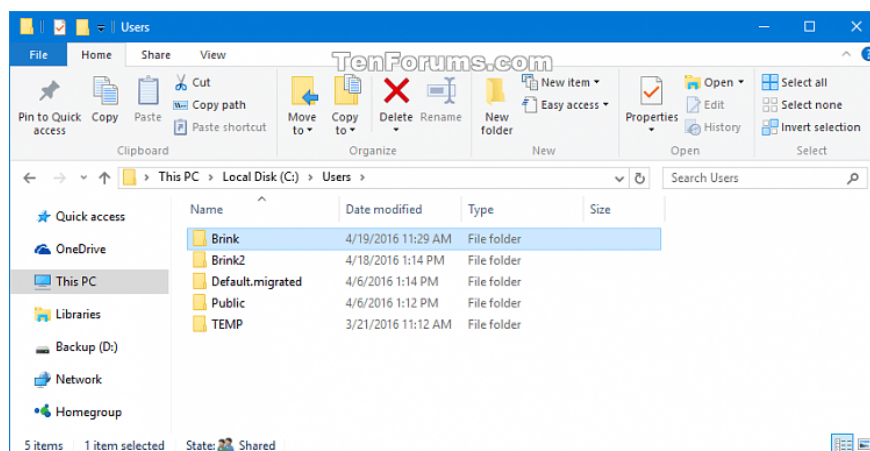 Users
File Home Share View
TenForums.com
Pin to Quick access
Copy
Paste
Cut
Copy path
Paste shortcut
Clipboard
Move to
Copy to
Delete
Rename
Organize
New folder
New item
Easy access
New
Properties
Open
Edit
History
Open
Select all
Select none
Invert selection
Select
This PC > Local Disk (C:) > Users >
Search Users
Quick access
OneDrive
This PC
Libraries
Backup (D:)
Network
Homegroup
Name Date modified Type Size
Brink 4/19/2016 11:29 AM File folder
Brink2 4/18/2016 1:14 PM File folder
Default.migrated 4/6/2016 1:14 PM File folder
Public 4/6/2016 1:12 PM File folder
TEMP 3/21/2016 11:12 AM File folder
5 items 1 item selected State: Shared